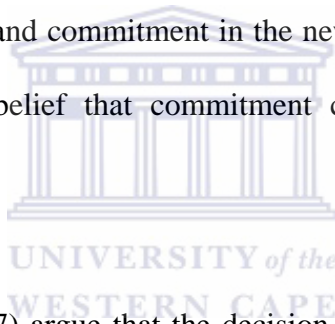 and commitment in the ne
belief that commitment
UNIVERSITY of the
WESTERN CAPE
7) argue that the decision